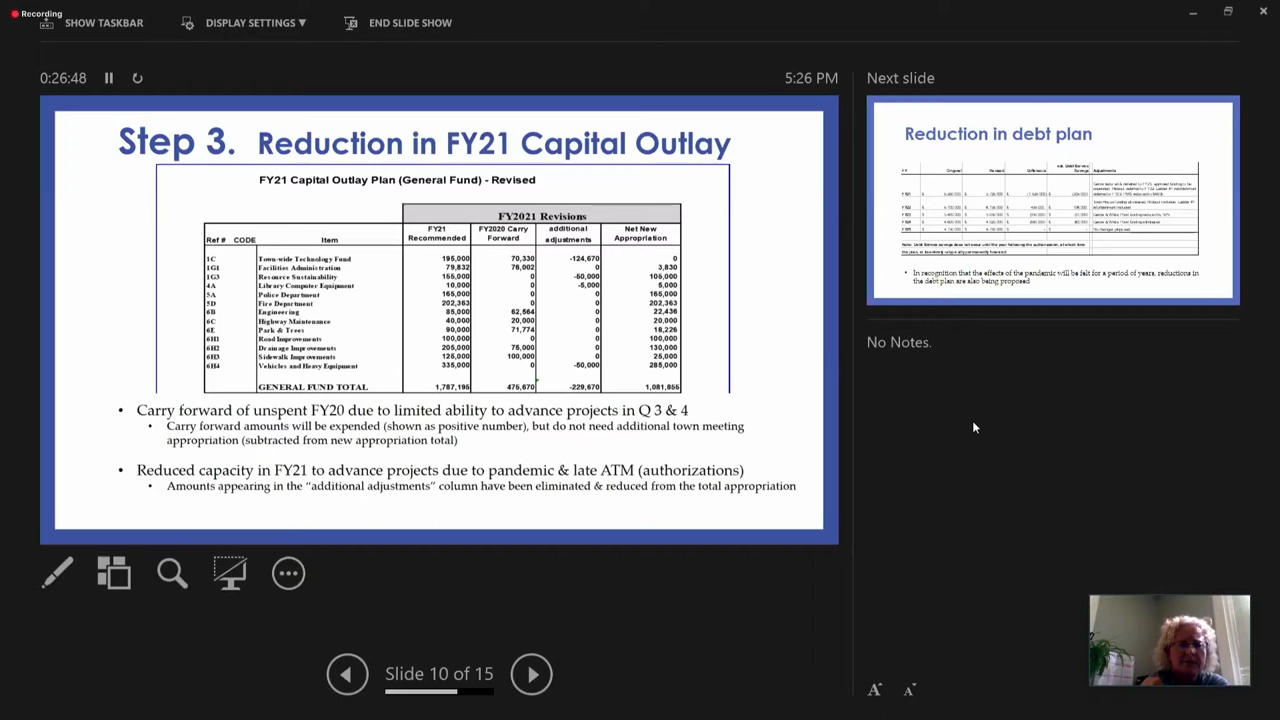 Recording
SHOW TASKBAR DISPLAY SETTINGS ▼ END SLIDE SHOW
0:26:48 5:26 PM
Step 3. Reduction in FY21 Capital Outlay
FY21 Capital Outlay Plan (General Fund) - Revised
FY2021 Revisions
Ref # CODE Item FY21 Recommended FY2020 Carry Forward additional adjustments Net New Appropriation
1C Town-wide Technology Fund 195,000 70,330 -124,670 0
1G1 Facilities Administration 79,832 76,002 0 3,830
1G3 Resource Sustainability 155,000 0 -50,000 105,000
4A Library Computer Equipment 10,000 0 -5,000 5,000
5A Police Department 165,000 0 0 165,000
5D Fire Department 202,363 0 0 202,363
6B Engineering 85,000 62,564 0 22,436
6C Highway Maintenance 40,000 20,000 0 20,000
6E Park & Trees 90,000 71,774 0 18,226
6H1 Road Improvements 100,000 0 0 100,000
6H2 Drainage Improvements 205,000 75,000 0 130,000
6H3 Sidewalk Improvements 125,000 100,000 0 25,000
6H4 Vehicles and Heavy Equipment 335,000 0 -50,000 285,000
GENERAL FUND TOTAL 1,787,195 475,670 -229,670 1,081,855
• Carry forward of unspent FY20 due to limited ability to advance projects in Q 3 & 4
• Carry forward amounts will be expended (shown as positive number), but do not need additional town meeting
appropriation (subtracted from new appropriation total)
• Reduced capacity in FY21 to advance projects due to pandemic & late ATM (authorizations)
• Amounts appearing in the “additional adjustments” column have been eliminated & reduced from the total appropriation
Slide 10 of 15
Next slide
Reduction in debt plan
Original Revised Difference Adjustments
• In recognition that the effects of the pandemic will be felt for a period of years, reductions in
the debt plan are also being proposed
No Notes.
A A